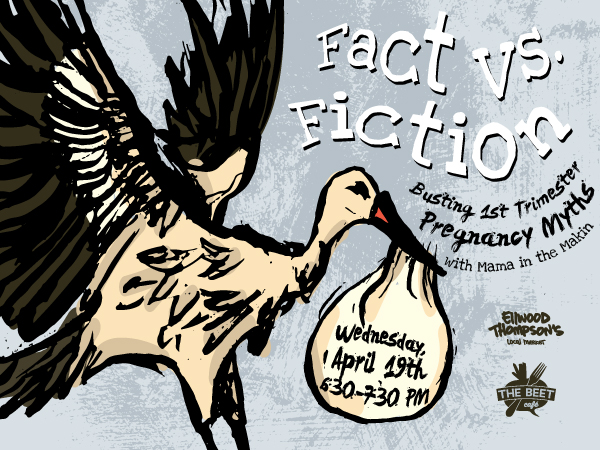 Fact vs.
Fiction
Busting 1st Trimester
Pregnancy Myths
with Mama in the Makin
Wednesday,
April 19th
6:30-7:30 PM
Ellwood
Thompson's
Local Market
THE BEET
café